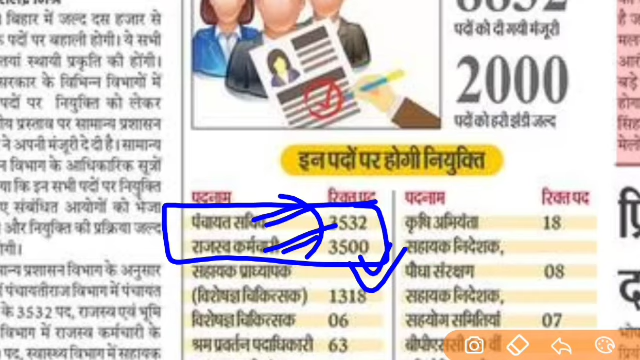 बिहार में जल्द दस हजार से
पदों पर बहाली होगी। ये सभी
स्थायी प्रकृति की होंगी।
सरकार के विभिन्न विभागों में
पदों पर नियुक्ति को लेकर
प्रस्ताव पर सामान्य प्रशासन
ने अपनी मंजूरी दे दी है। सामान्य
विभाग के आधिकारिक सूत्रों
कि इन सभी पदों पर नियुक्ति
संबंधित आयोगों को भेजा
और नियुक्ति की प्रक्रिया जल्द
प्रशासन विभाग के अनुसार
पंचायतीराज विभाग में पंचायत
के 3532 पद, राजस्व एवं भूमि
विभाग में राजस्व कर्मचारी के
पद, स्वास्थ्य विभाग में सहायक
पदों को दी गयी मंजूरी
2000
पदों को हरी झंडी जल्द
इन पदों पर होगी नियुक्ति
पदनाम रिक्त पद
पंचायत 3532
राजस्व कर्मचारी 3500
सहायक प्राध्यापक
(विशेषज्ञ चिकित्सक) 1318
विशेषज्ञ चिकित्सक 06
श्रम प्रवर्तन पदाधिकारी 63
पदनाम रिक्त पद
कृषि अभियंता 18
सहायक निदेशक,
पौधा संरक्षण 08
सहायक निदेशक,
सहयोग समितियां 07